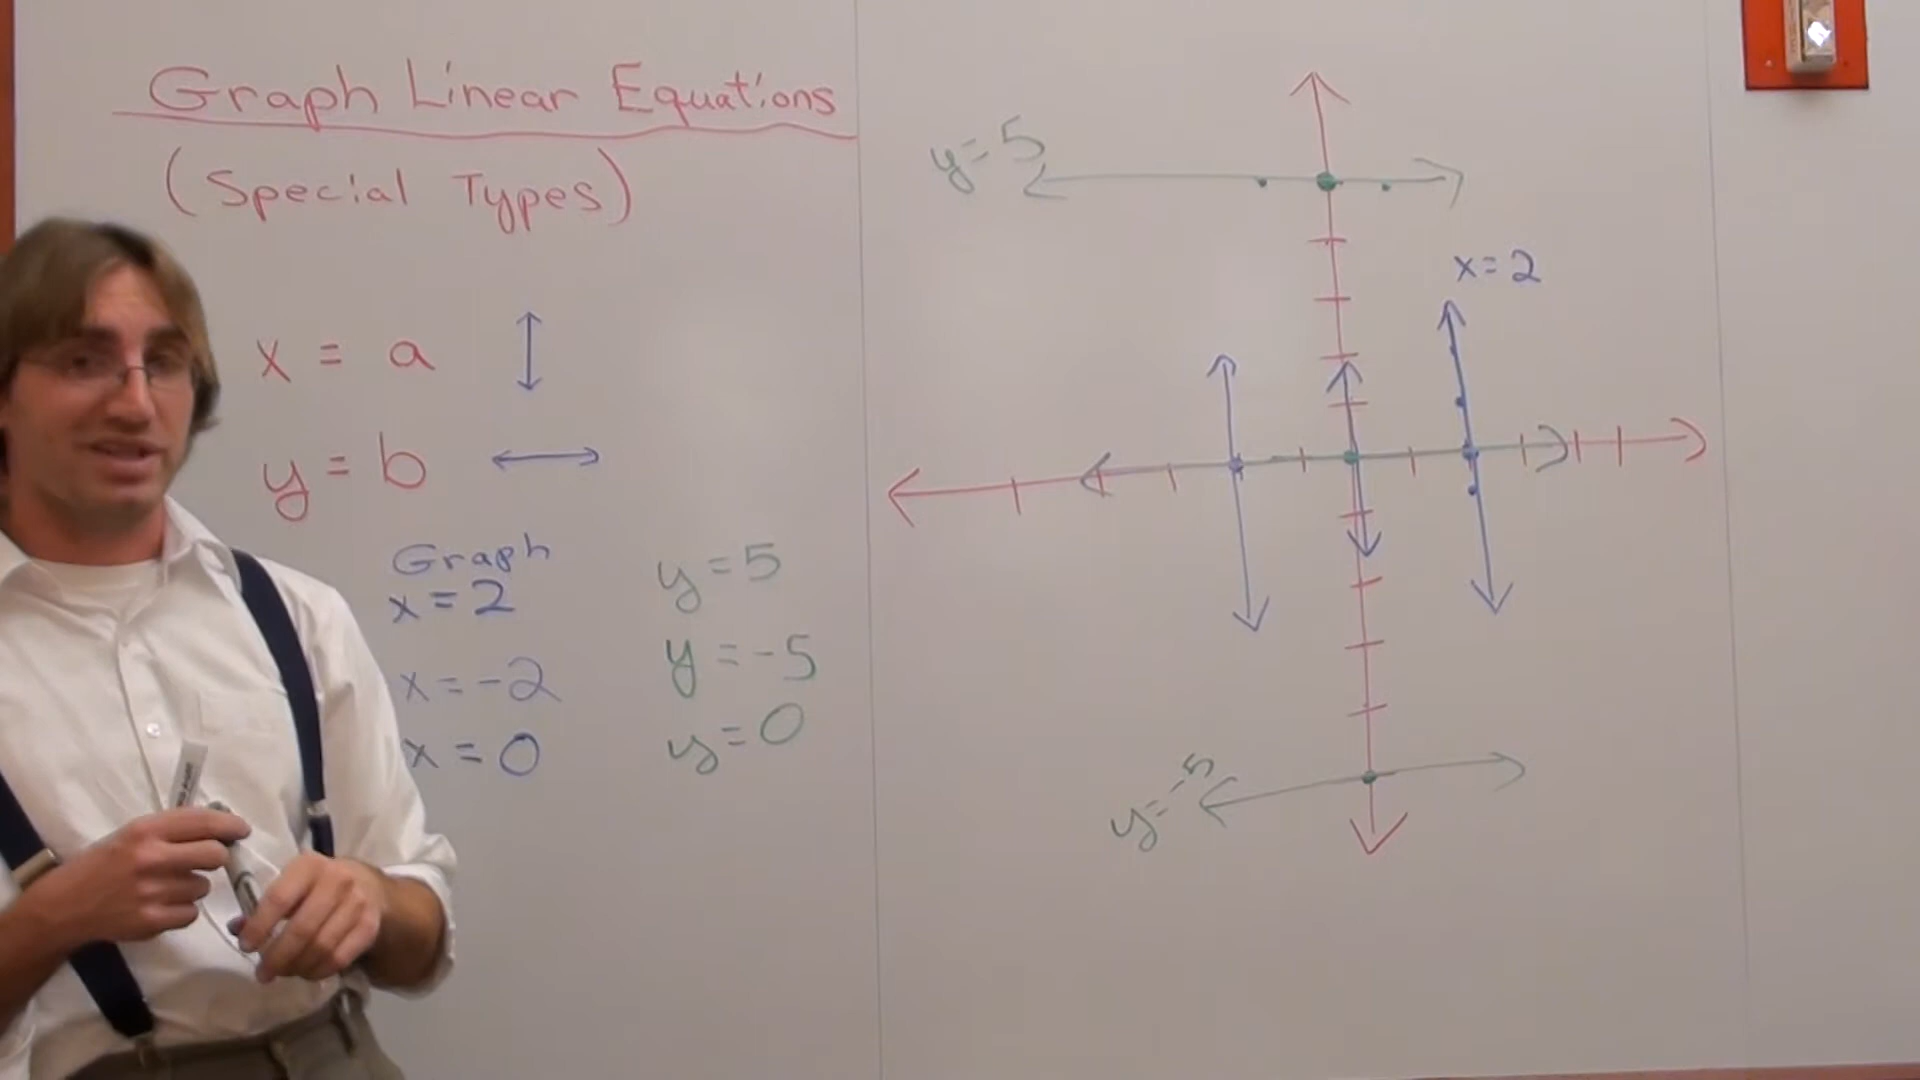 Graph Linear Equations
(Special Types)
x = a
y = b
Graph
x = 2
x = -2
x = 0
y = 5
y = -5
y = 0
y = 5
x = 2
y = -5